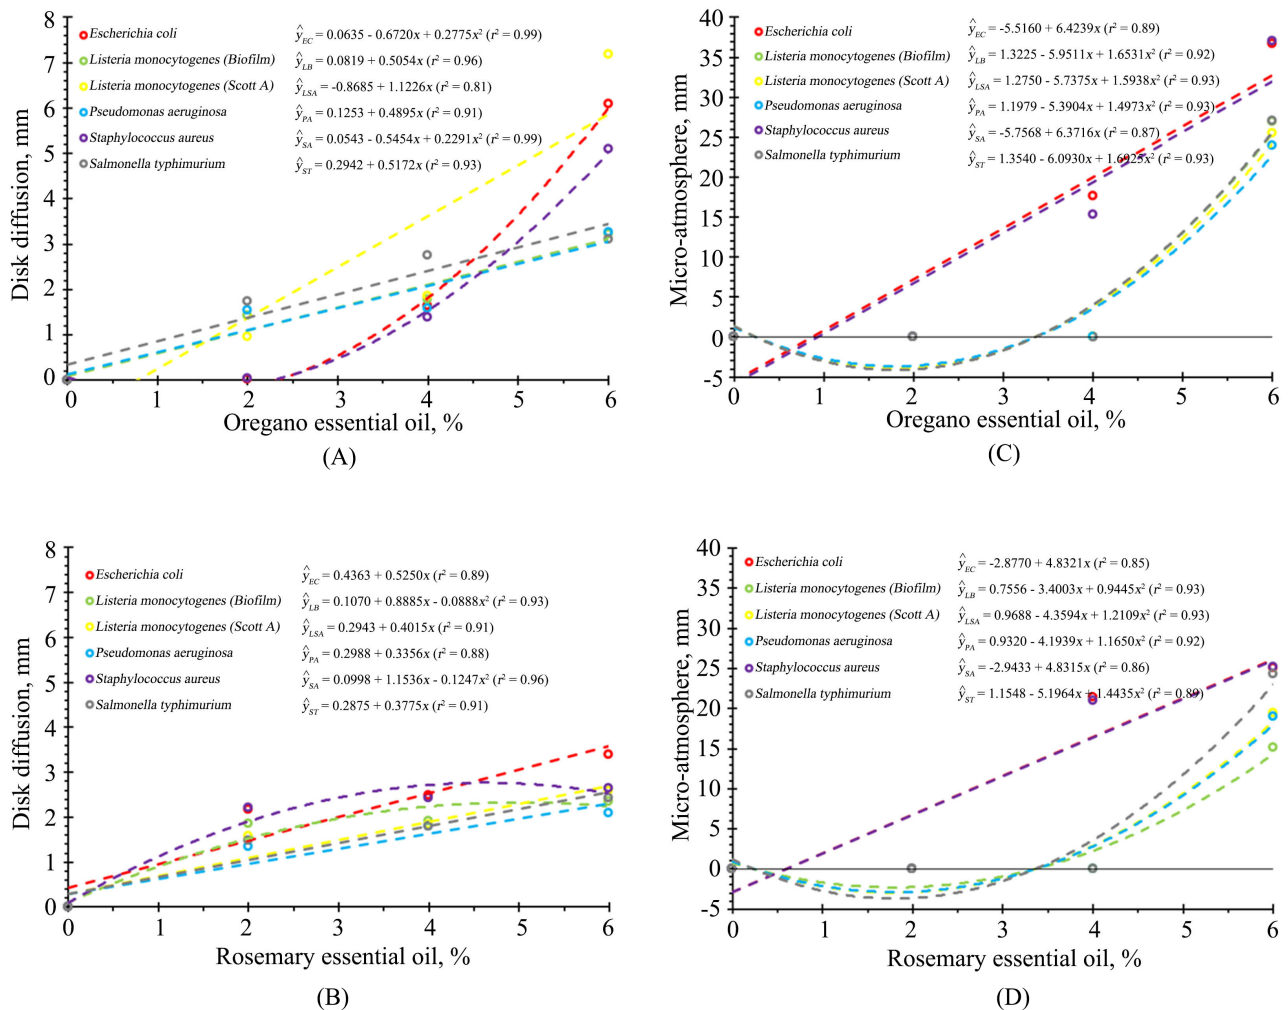 8
7
6
5
4
3
2
1
0
Disk diffusion, mm
Escherichia coli
Listeria monocytogenes (Biofilm)
Listeria monocytogenes (Scott A)
Pseudomonas aeruginosa
Staphylococcus aureus
Salmonella typhimurium
ŷEC = 0.0635 - 0.6720x + 0.2775x² (r² = 0.99)
ŷLB = 0.0819 + 0.5054x (r² = 0.96)
ŷLSA = -0.8685 + 1.1226x (r² = 0.81)
ŷPA = 0.1253 + 0.4895x (r² = 0.91)
ŷSA = 0.0543 - 0.5454x + 0.2291x² (r² = 0.99)
ŷST = 0.2942 + 0.5172x (r² = 0.93)
0 1 2 3 4 5 6
Oregano essential oil, %
(A)
40
35
30
25
20
15
10
5
0
-5
Micro-atmosphere, mm
Escherichia coli
Listeria monocytogenes (Biofilm)
Listeria monocytogenes (Scott A)
Pseudomonas aeruginosa
Staphylococcus aureus
Salmonella typhimurium
ŷEC = -5.5160 + 6.4239x (r² = 0.89)
ŷLB = 1.3225 - 5.9511x + 1.6531x² (r² = 0.92)
ŷLSA = 1.2750 - 5.7375x + 1.5938x² (r² = 0.93)
ŷPA = 1.1979 - 5.3904x + 1.4973x² (r² = 0.93)
ŷSA = -5.7568 + 6.3716x (r² = 0.87)
ŷST = 1.3540 - 6.0930x + 1.6925x² (r² = 0.93)
0 1 2 3 4 5 6
Oregano essential oil, %
(C)
8
7
6
5
4
3
2
1
0
Disk diffusion, mm
Escherichia coli
Listeria monocytogenes (Biofilm)
Listeria monocytogenes (Scott A)
Pseudomonas aeruginosa
Staphylococcus aureus
Salmonella typhimurium
ŷEC = 0.4363 + 0.5250x (r² = 0.89)
ŷLB = 0.1070 + 0.8885x - 0.0888x² (r² = 0.93)
ŷLSA = 0.2943 + 0.4015x (r² = 0.91)
ŷPA = 0.2988 + 0.3356x (r² = 0.88)
ŷSA = 0.0998 + 1.1536x - 0.1247x² (r² = 0.96)
ŷST = 0.2875 + 0.3775x (r² = 0.91)
0 1 2 3 4 5 6
Rosemary essential oil, %
(B)
40
35
30
25
20
15
10
5
0
-5
Micro-atmosphere, mm
Escherichia coli
Listeria monocytogenes (Biofilm)
Listeria monocytogenes (Scott A)
Pseudomonas aeruginosa
Staphylococcus aureus
Salmonella typhimurium
ŷEC = -2.8770 + 4.8321x (r² = 0.85)
ŷLB = 0.7556 - 3.4003x + 0.9445x² (r² = 0.93)
ŷLSA = 0.9688 - 4.3594x + 1.2109x² (r² = 0.93)
ŷPA = 0.9320 - 4.1939x + 1.1650x² (r² = 0.92)
ŷSA = -2.9433 + 4.8315x (r² = 0.86)
ŷST = 1.1548 - 5.1964x + 1.4435x² (r² = 0.89)
0 1 2 3 4 5 6
Rosemary essential oil, %
(D)